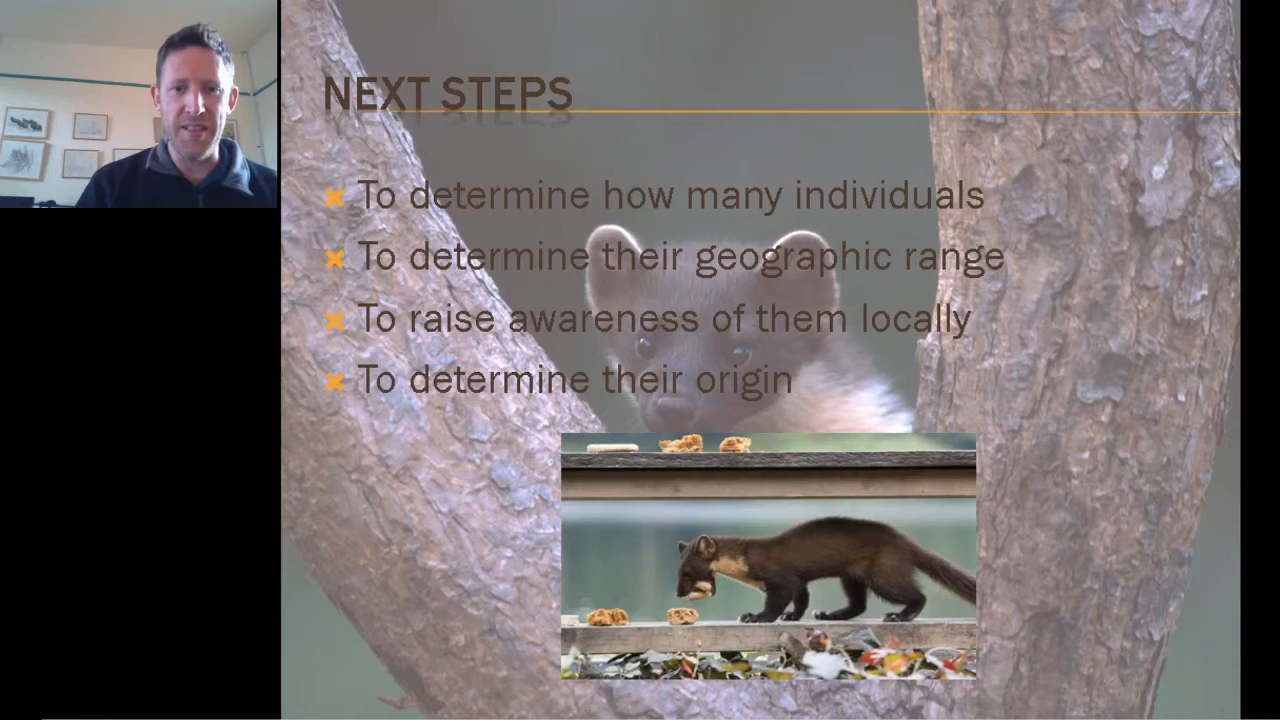 NEXT STEPS
To determine how many individuals
To determine their geographic range
To raise awareness of them locally
To determine their origin